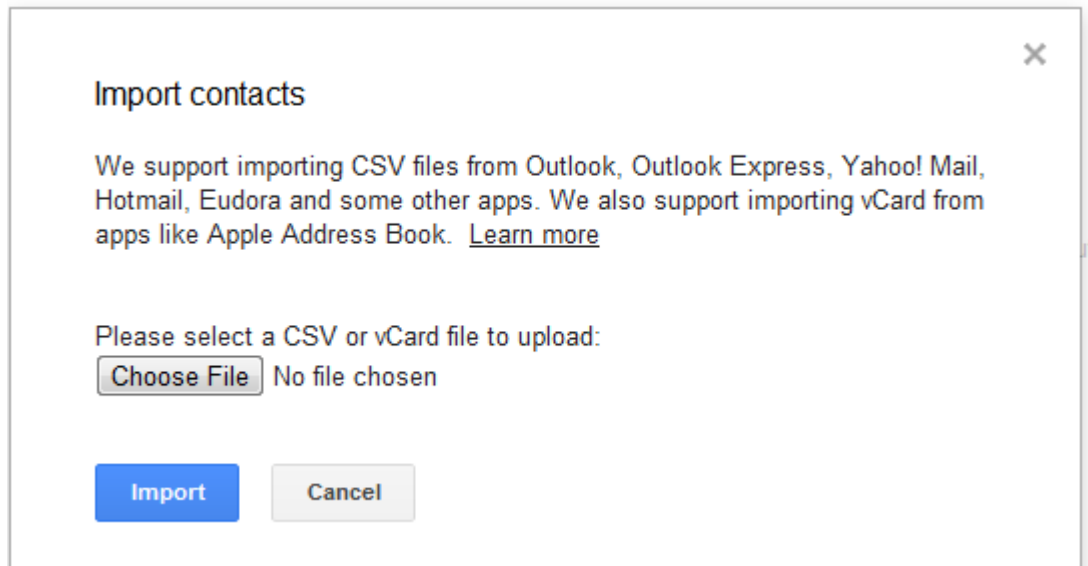 Import contacts
We support importing CSV files from Outlook, Outlook Express, Yahoo! Mail,
Hotmail, Eudora and some other apps. We also support importing vCard from
apps like Apple Address Book. Learn more
Please select a CSV or vCard file to upload:
Choose File No file chosen
Import Cancel